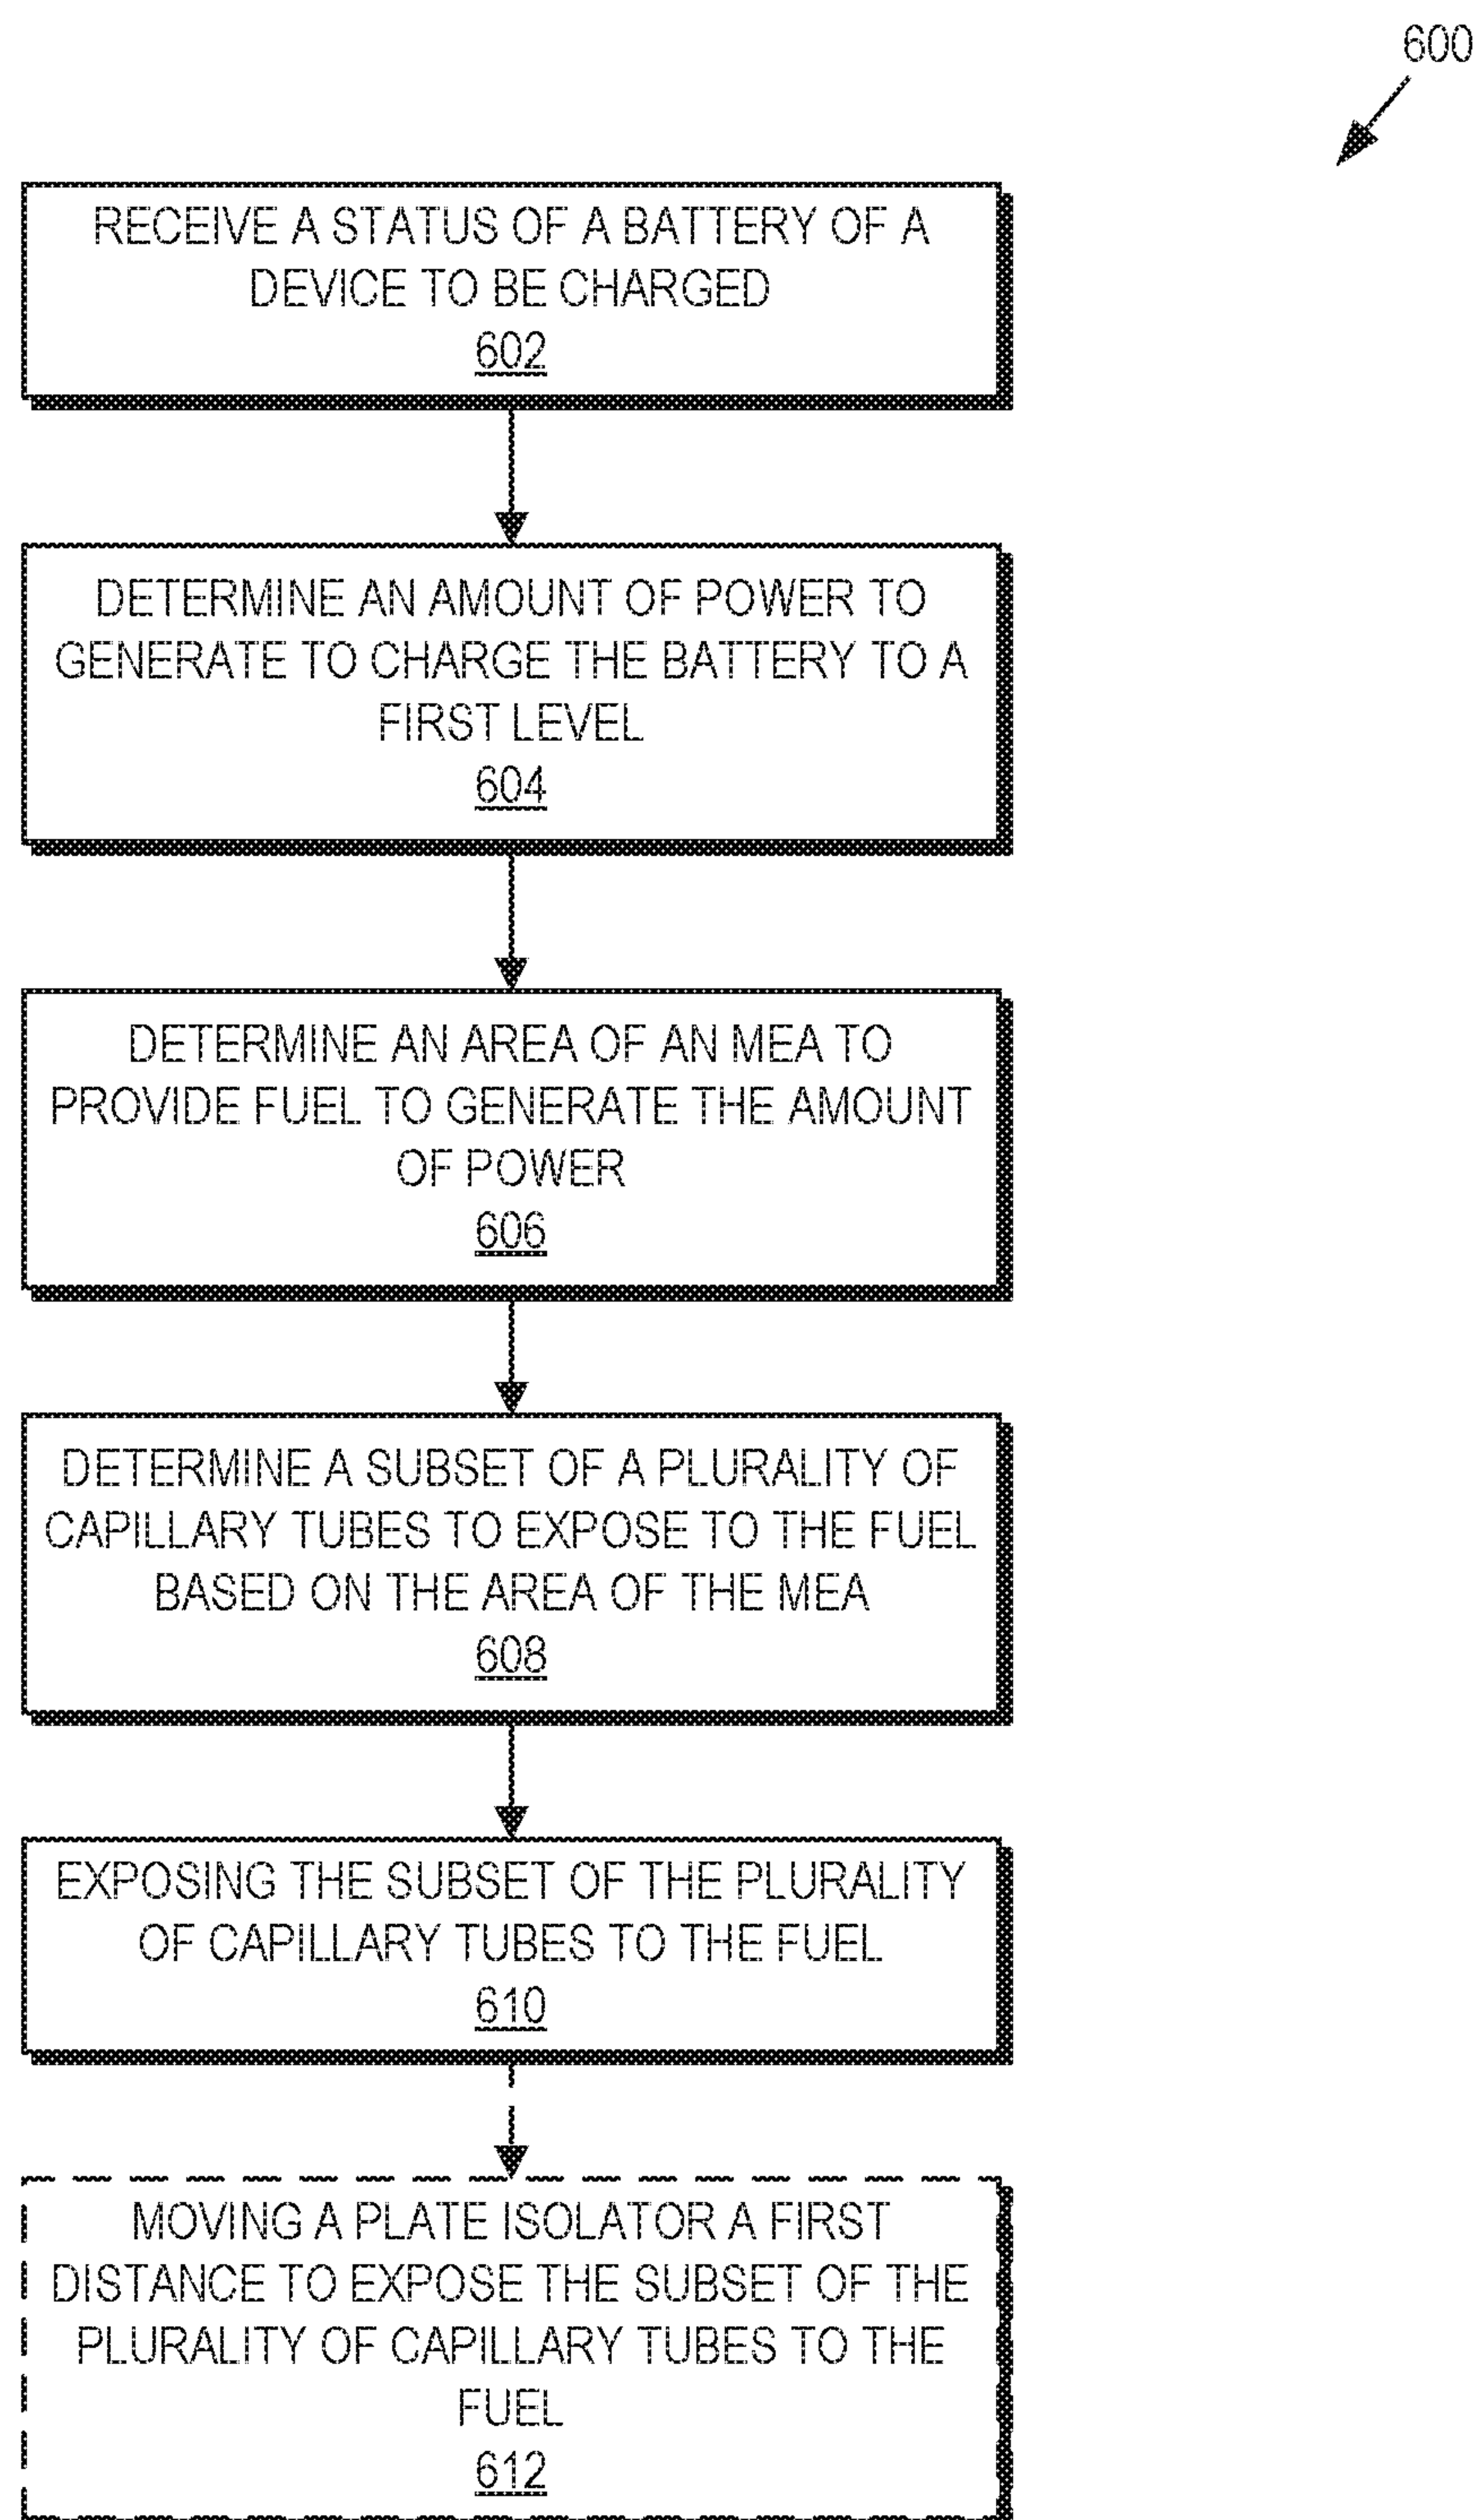 600
RECEIVE A STATUS OF A BATTERY OF A
DEVICE TO BE CHARGED
602
DETERMINE AN AMOUNT OF POWER TO
GENERATE TO CHARGE THE BATTERY TO A
FIRST LEVEL
604
DETERMINE AN AREA OF AN MEA TO
PROVIDE FUEL TO GENERATE THE AMOUNT
OF POWER
606
DETERMINE A SUBSET OF A PLURALITY OF
CAPILLARY TUBES TO EXPOSE TO THE FUEL
BASED ON THE AREA OF THE MEA
608
EXPOSING THE SUBSET OF THE PLURALITY
OF CAPILLARY TUBES TO THE FUEL
610
MOVING A PLATE ISOLATOR A FIRST
DISTANCE TO EXPOSE THE SUBSET OF THE
PLURALITY OF CAPILLARY TUBES TO THE
FUEL
612